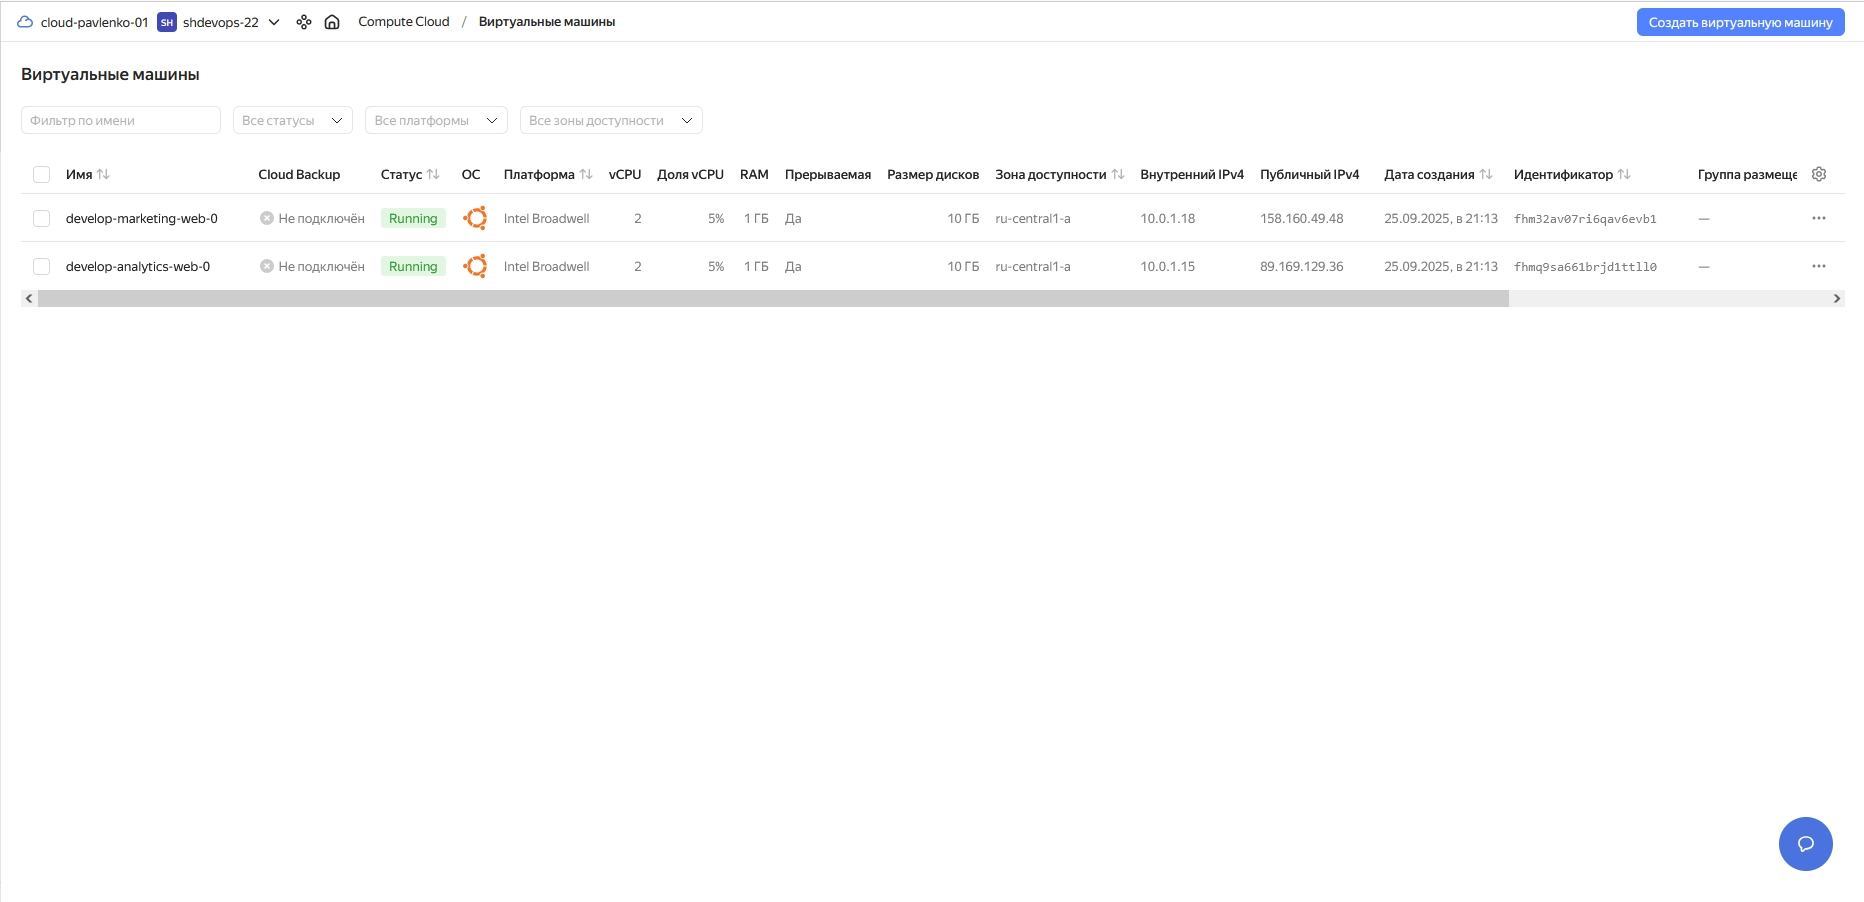 cloud-pavlenko-01 SH shdevops-22 Compute Cloud / Виртуальные машины Создать виртуальную машину
Виртуальные машины
Фильтр по имени Все статусы Все платформы Все зоны доступности
Имя Cloud Backup Статус ОС Платформа vCPU Доля vCPU RAM Прерываемая Размер дисков Зона доступности Внутренний IPv4 Публичный IPv4 Дата создания Идентификатор Группа размеще
develop-marketing-web-0 Не подключён Running Intel Broadwell 2 5% 1 ГБ Да 10 ГБ ru-central1-a 10.0.1.18 158.160.49.48 25.09.2025, в 21:13 fhm32av07ri6qav6evb1 —
develop-analytics-web-0 Не подключён Running Intel Broadwell 2 5% 1 ГБ Да 10 ГБ ru-central1-a 10.0.1.15 89.169.129.36 25.09.2025, в 21:13 fhmq9sa661brjd1ttll0 —